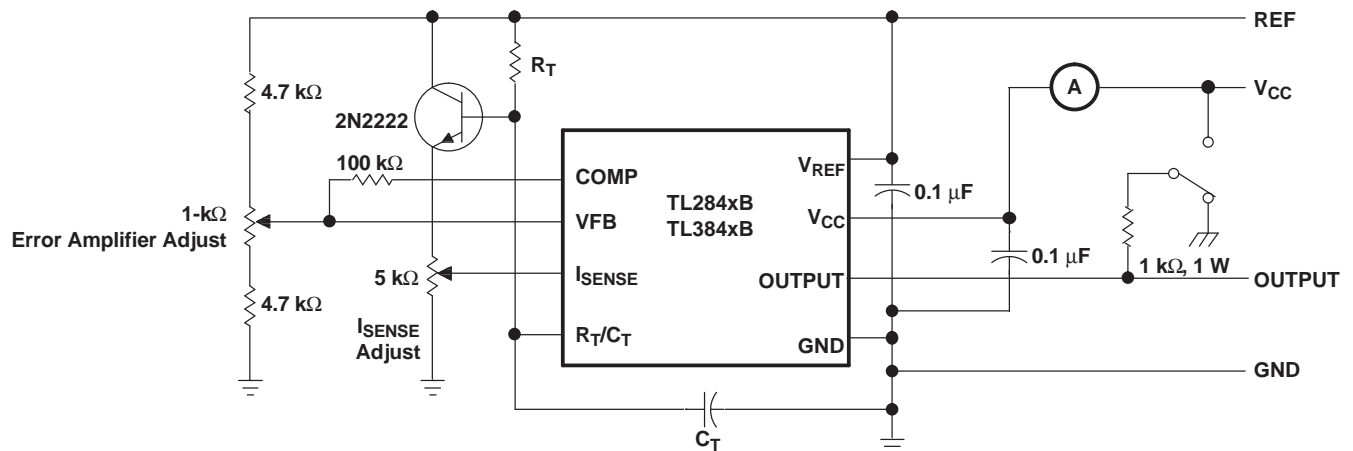 REF
R_T
4.7 kΩ
A
V_CC
2N2222
100 kΩ
COMP
V_REF
0.1 μF
TL284xB
TL384xB
1-kΩ
Error Amplifier Adjust
VFB
V_CC
0.1 μF
1 kΩ, 1 W
5 kΩ
I_SENSE
OUTPUT
OUTPUT
4.7 kΩ
I_SENSE
Adjust
R_T/C_T
GND
GND
C_T